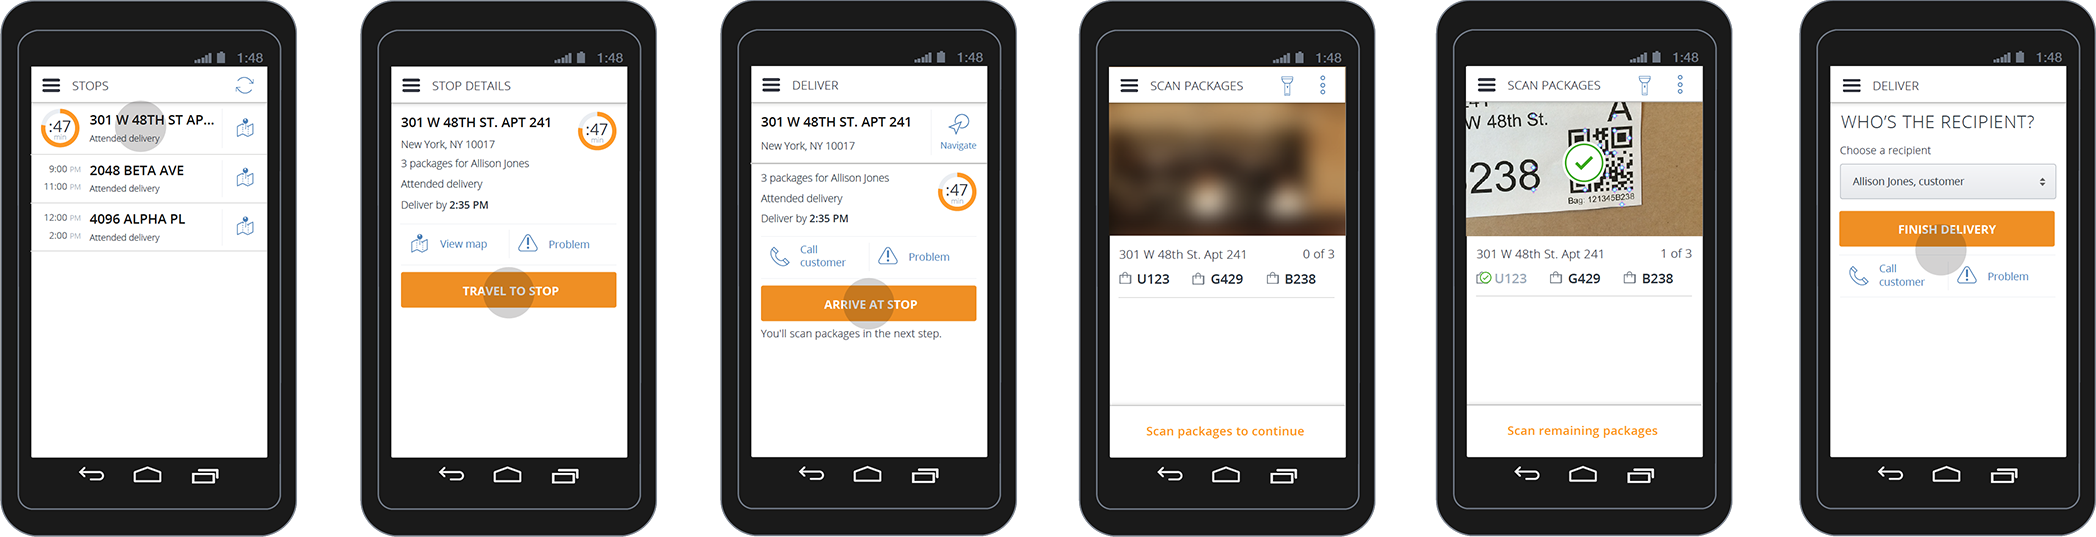 1:48
STOPS
:47
min
301 W 48TH ST AP...
Attended delivery
9:00 PM
11:00 PM
2048 BETA AVE
Attended delivery
12:00 PM
2:00 PM
4096 ALPHA PL
Attended delivery
1:48
STOP DETAILS
301 W 48TH ST. APT 241
New York, NY 10017
3 packages for Allison Jones
Attended delivery
Deliver by 2:35 PM
:47
min
View map
Problem
TRAVEL TO STOP
1:48
DELIVER
301 W 48TH ST. APT 241
New York, NY 10017
Navigate
3 packages for Allison Jones
Attended delivery
Deliver by 2:35 PM
:47
min
Call
customer
Problem
ARRIVE AT STOP
You'll scan packages in the next step.
1:48
SCAN PACKAGES
301 W 48th St. Apt 241
0 of 3
U123
G429
B238
Scan packages to continue
1:48
SCAN PACKAGES
W 48th St.
A
B238
Bag: 121345B238
301 W 48th St. Apt 241
1 of 3
U123
G429
B238
Scan remaining packages
1:48
DELIVER
WHO'S THE RECIPIENT?
Choose a recipient
Allison Jones, customer
FINISH DELIVERY
Call
customer
Problem